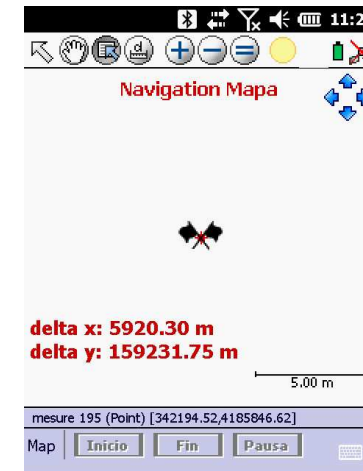 11:2
d
Navigation Mapa
delta x: 5920.30 m
delta y: 159231.75 m
5.00 m
mesure 195 (Point) [342194.52,4185846.62]
Map Inicio Fin Pausa